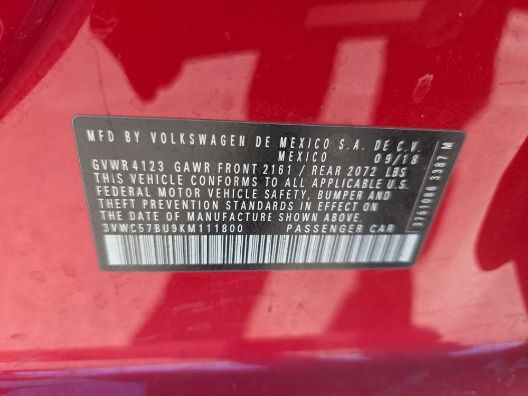 MFD BY VOLKSWAGEN DE MEXICO S.A. DE C.V.
MEXICO 09/18
GVWR 4123 GAWR FRONT 2161 / REAR 2072 LBS
THIS VEHICLE CONFORMS TO ALL APPLICABLE
FEDERAL MOTOR VEHICLE SAFETY, BUMPER AND
THEFT PREVENTION STANDARDS IN EFFECT ON
THE DATE OF MANUFACTURE SHOWN ABOVE.
3VWC57BU9KM111800 PASSENGER CAR